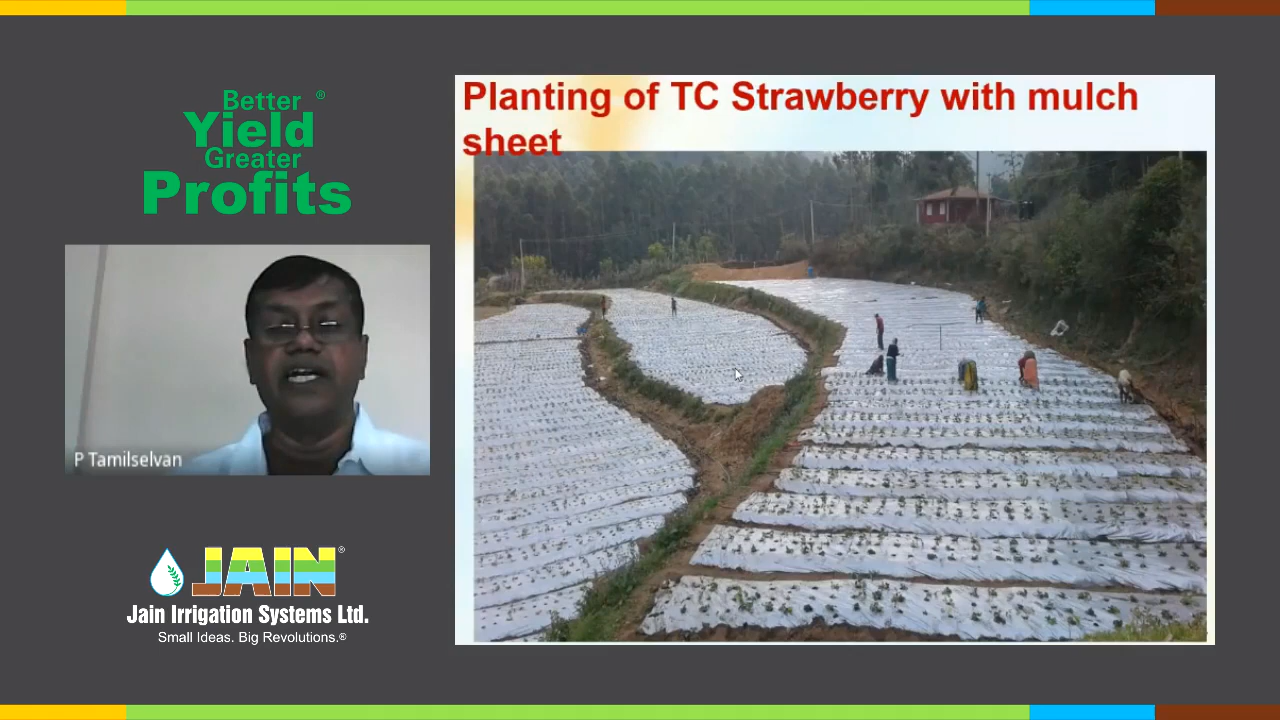 Better ®
Yield
Greater
Profits
P Tamilselvan
JAIN®
Jain Irrigation Systems Ltd.
Small Ideas. Big Revolutions.®
Planting of TC Strawberry with mulch
sheet